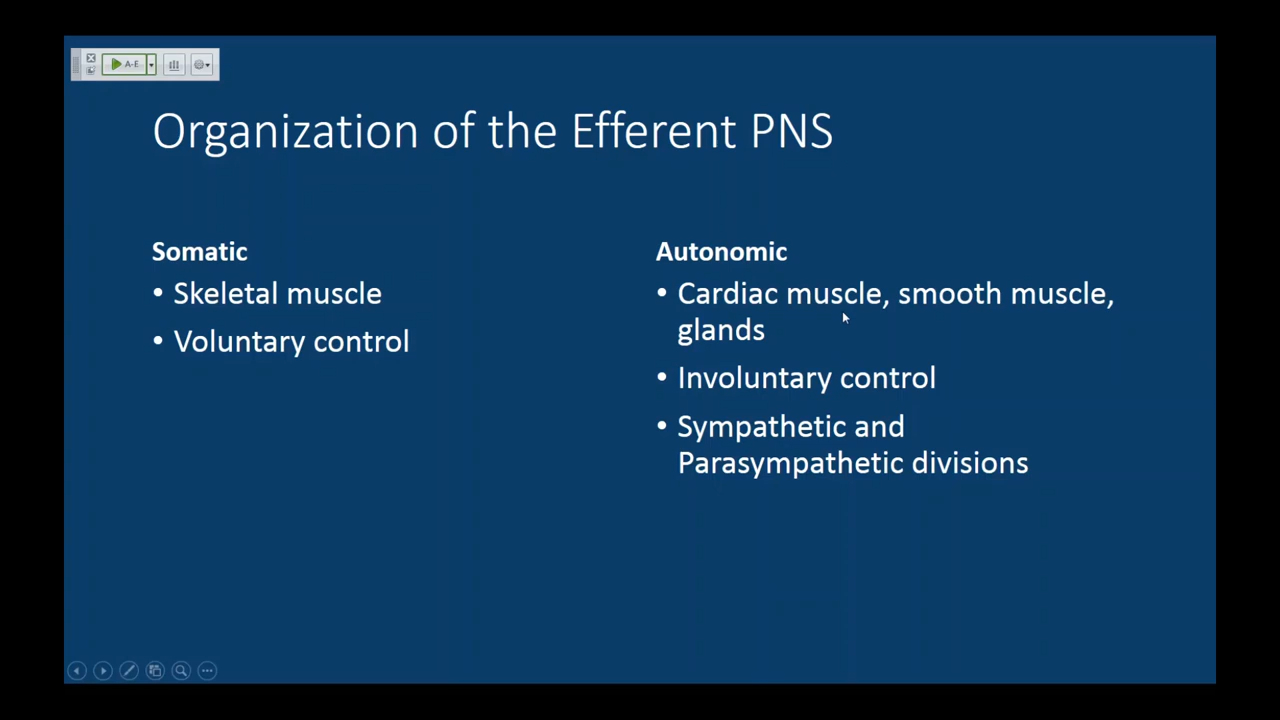 A-E
Organization of the Efferent PNS
Somatic
• Skeletal muscle
• Voluntary control
Autonomic
• Cardiac muscle, smooth muscle,
glands
• Involuntary control
• Sympathetic and
Parasympathetic divisions